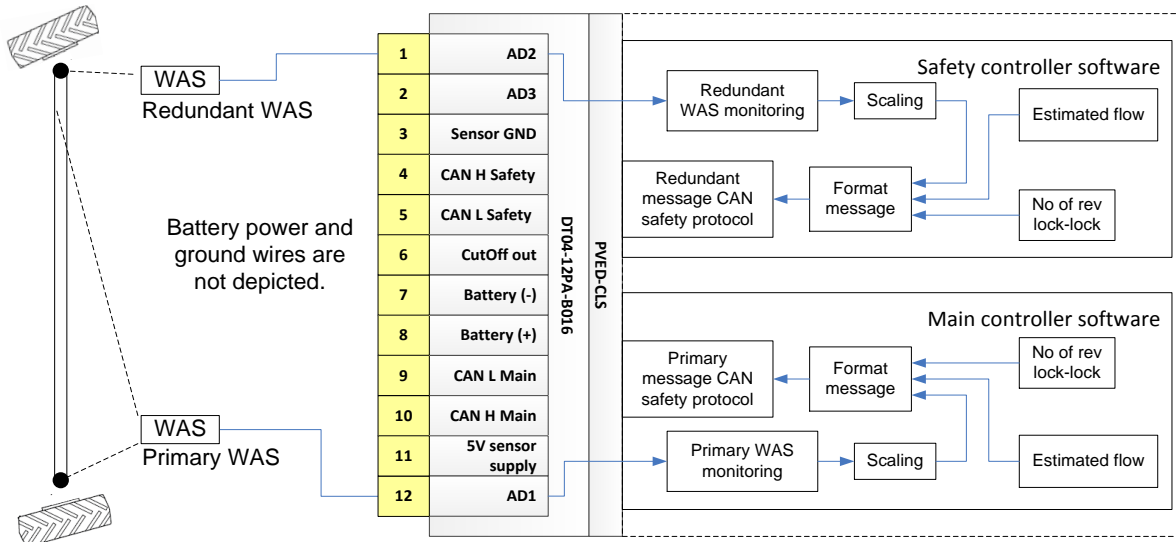 WAS
Redundant WAS
Battery power and
ground wires are
not depicted.
WAS
Primary WAS
1 AD2
2 AD3
3 Sensor GND
4 CAN H Safety
5 CAN L Safety
6 CutOff out
7 Battery (-)
8 Battery (+)
9 CAN L Main
10 CAN H Main
11 5V sensor
supply
12 AD1
DT04-12PA-B016
PVED-CLS
Safety controller software
Redundant
WAS monitoring
Scaling
Estimated flow
Redundant
message CAN
safety protocol
Format
message
No of rev
lock-lock
Main controller software
Primary
message CAN
safety protocol
Format
message
No of rev
lock-lock
Primary WAS
monitoring
Scaling
Estimated flow